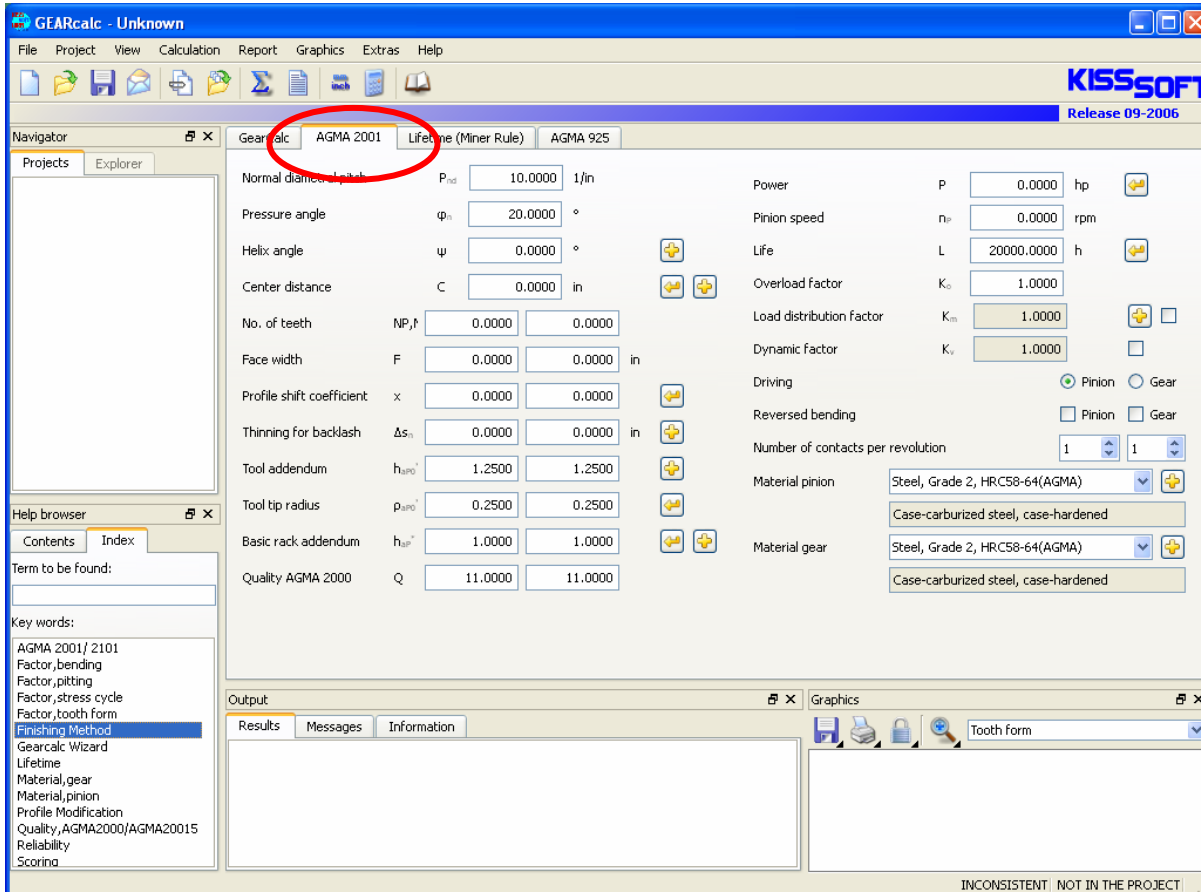 GEARcalc - Unknown
File Project View Calculation Report Graphics Extras Help
KISSsOFT
Release 09-2006
Navigator
Projects Explorer
Gearcalc AGMA 2001 Lifetime (Miner Rule) AGMA 925
Normal diametral pitch Pnd 10.0000 1/in
Pressure angle φn 20.0000 °
Helix angle ψ 0.0000 °
Center distance C 0.0000 in
No. of teeth NP,N 0.0000 0.0000
Face width F 0.0000 0.0000 in
Profile shift coefficient x 0.0000 0.0000
Thinning for backlash Δsn 0.0000 0.0000 in
Tool addendum haP0* 1.2500 1.2500
Tool tip radius ρaP0* 0.2500 0.2500
Basic rack addendum haP* 1.0000 1.0000
Quality AGMA 2000 Q 11.0000 11.0000
Power P 0.0000 hp
Pinion speed nP 0.0000 rpm
Life L 20000.0000 h
Overload factor Ko 1.0000
Load distribution factor Km 1.0000
Dynamic factor Kv 1.0000
Driving Pinion Gear
Reversed bending Pinion Gear
Number of contacts per revolution 1 1
Material pinion Steel, Grade 2, HRC58-64(AGMA)
Case-carburized steel, case-hardened
Material gear Steel, Grade 2, HRC58-64(AGMA)
Case-carburized steel, case-hardened
Help browser
Contents Index
Term to be found:
Key words:
AGMA 2001/ 2101
Factor,bending
Factor,pitting
Factor,stress cycle
Factor,tooth form
Finishing Method
Gearcalc Wizard
Lifetime
Material,gear
Material,pinion
Profile Modification
Quality,AGMA2000/AGMA20015
Reliability
Scoring
Output
Results Messages Information
Graphics
Tooth form
INCONSISTENT NOT IN THE PROJECT